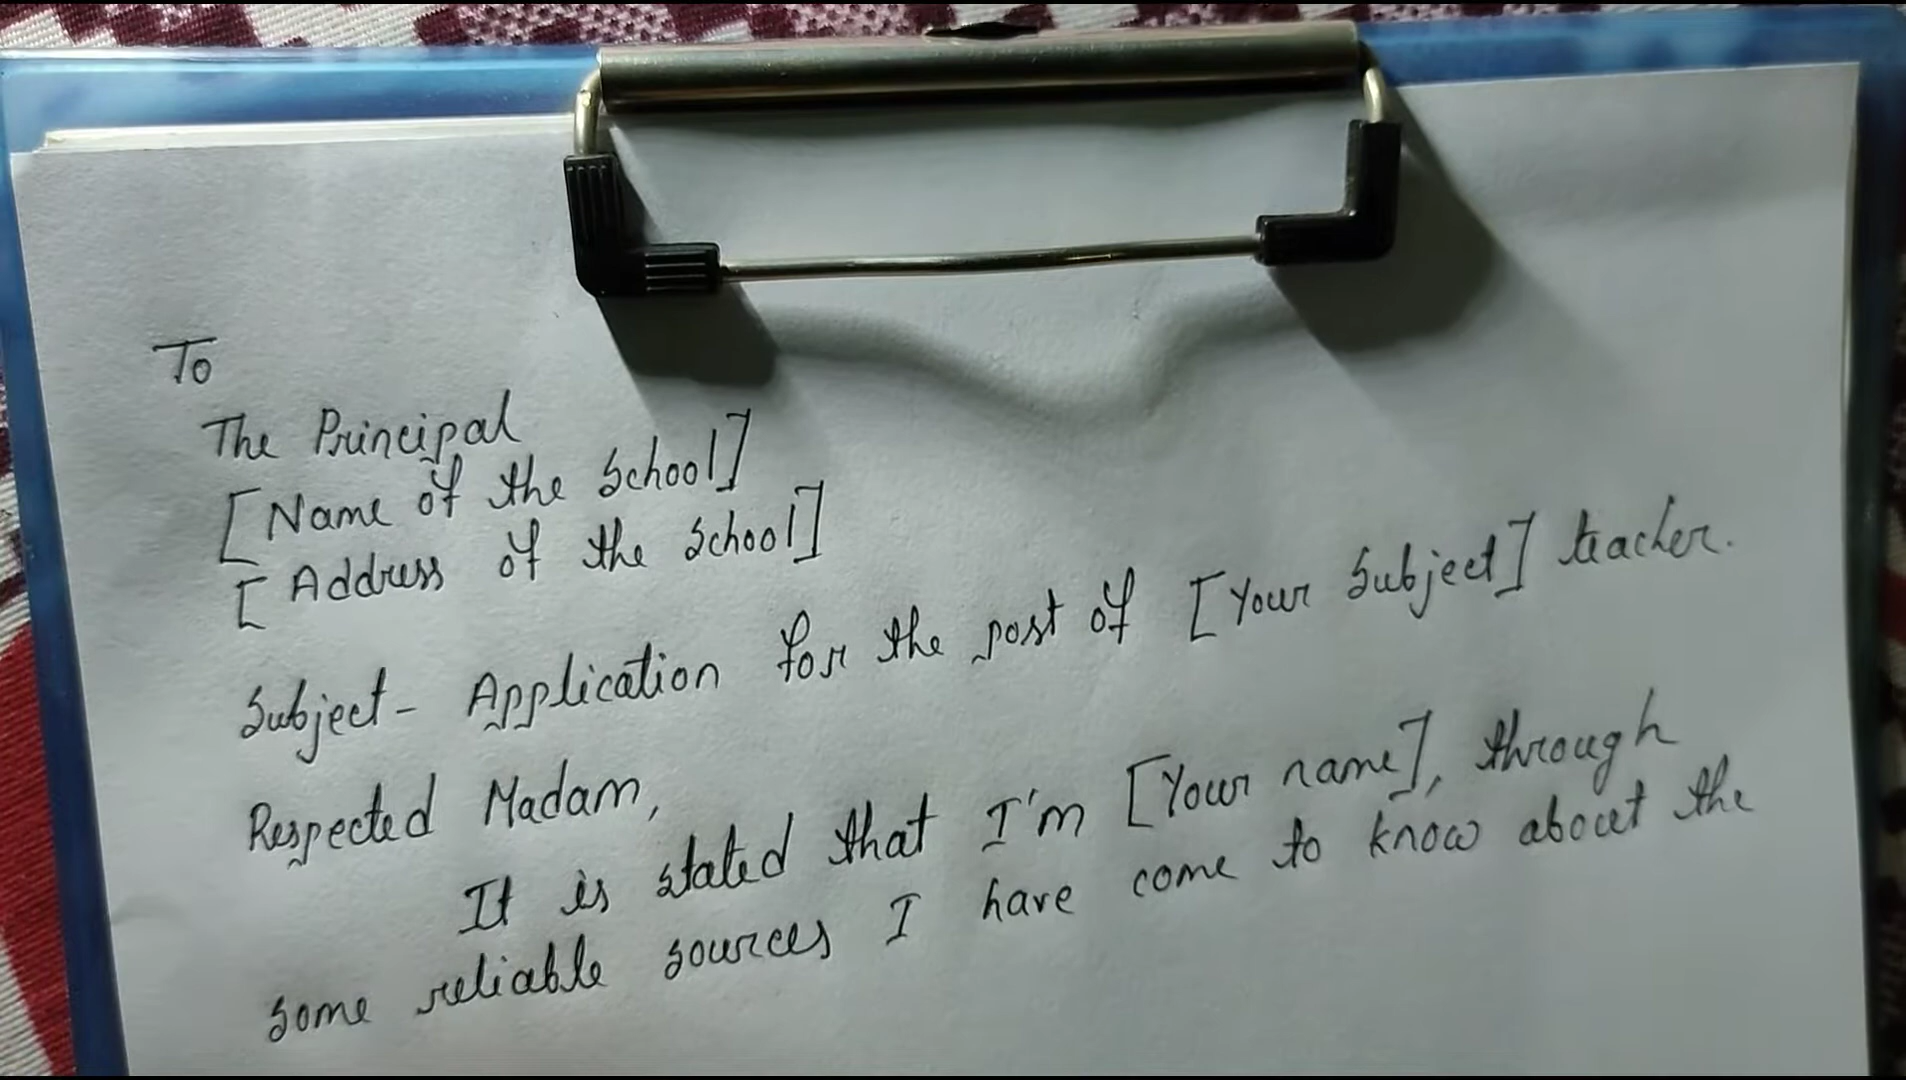 To
The Principal
[Name of the School]
[Address of the School]
Subject- Application for the post of [Your Subject] teacher.
Respected Madam,
It is stated that I'm [Your name], through
some reliable sources I have come to know about the